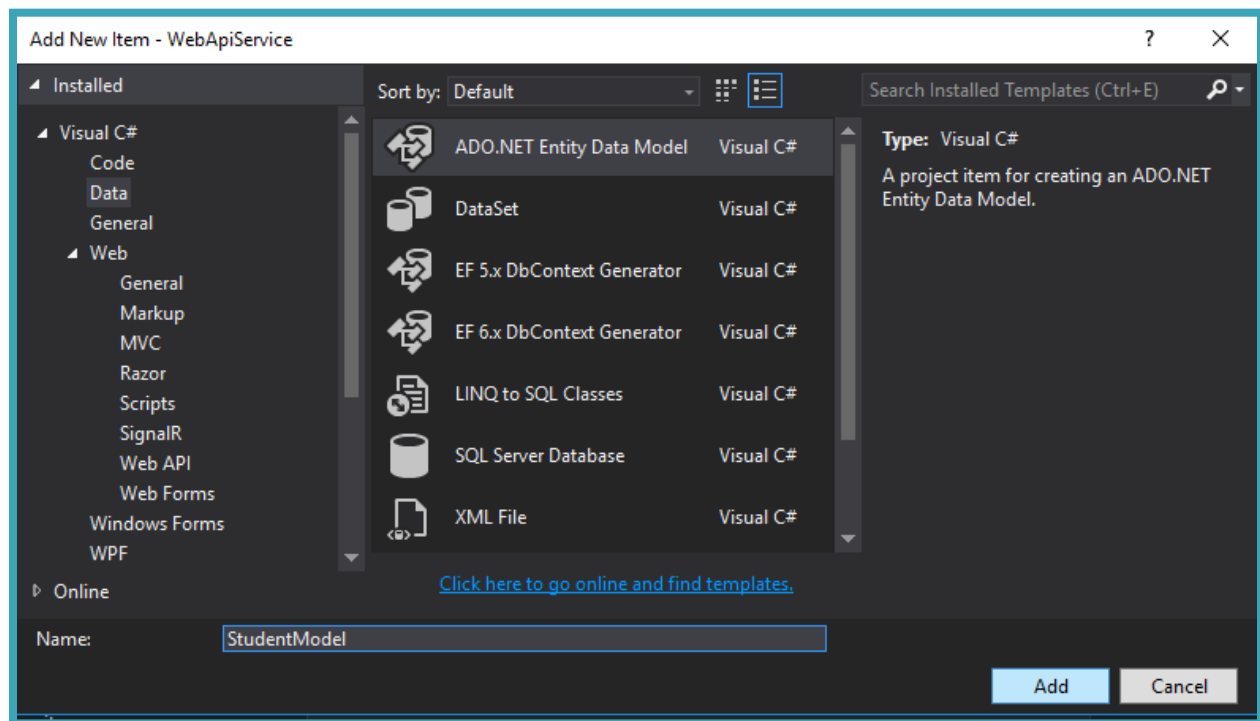 Add New Item - WebApiService
?
Installed
Sort by: Default
Search Installed Templates (Ctrl+E)
Visual C#
Code
Data
General
Web
General
Markup
MVC
Razor
Scripts
SignalR
Web API
Web Forms
Windows Forms
WPF
Online
ADO.NET Entity Data Model Visual C#
DataSet Visual C#
EF 5.x DbContext Generator Visual C#
EF 6.x DbContext Generator Visual C#
LINQ to SQL Classes Visual C#
SQL Server Database Visual C#
XML File Visual C#
Click here to go online and find templates.
Type: Visual C#
A project item for creating an ADO.NET
Entity Data Model.
Name: StudentModel
Add Cancel